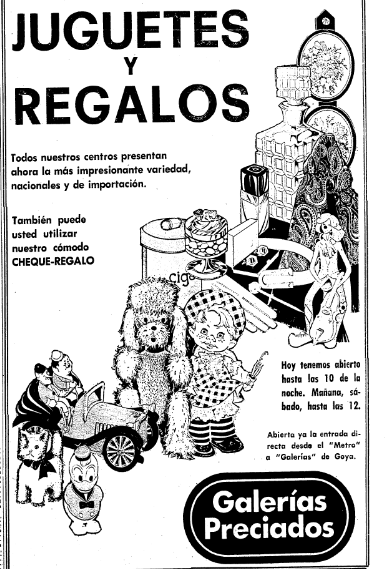 JUGUETES
Y
REGALOS
Todos nuestros centros presentan
ahora la más impresionante variedad,
nacionales y de importación.
También puede
usted utilizar
nuestro cómodo
CHEQUE-REGALO
ciga
Hoy tenemos abierto
hasta las 10 de la
noche. Mañana, sá-
bado, hasta las 12.
Abierta ya la entrada di-
recta desde el "Metro"
a "Galerías" de Goya.
Galerías
Preciados